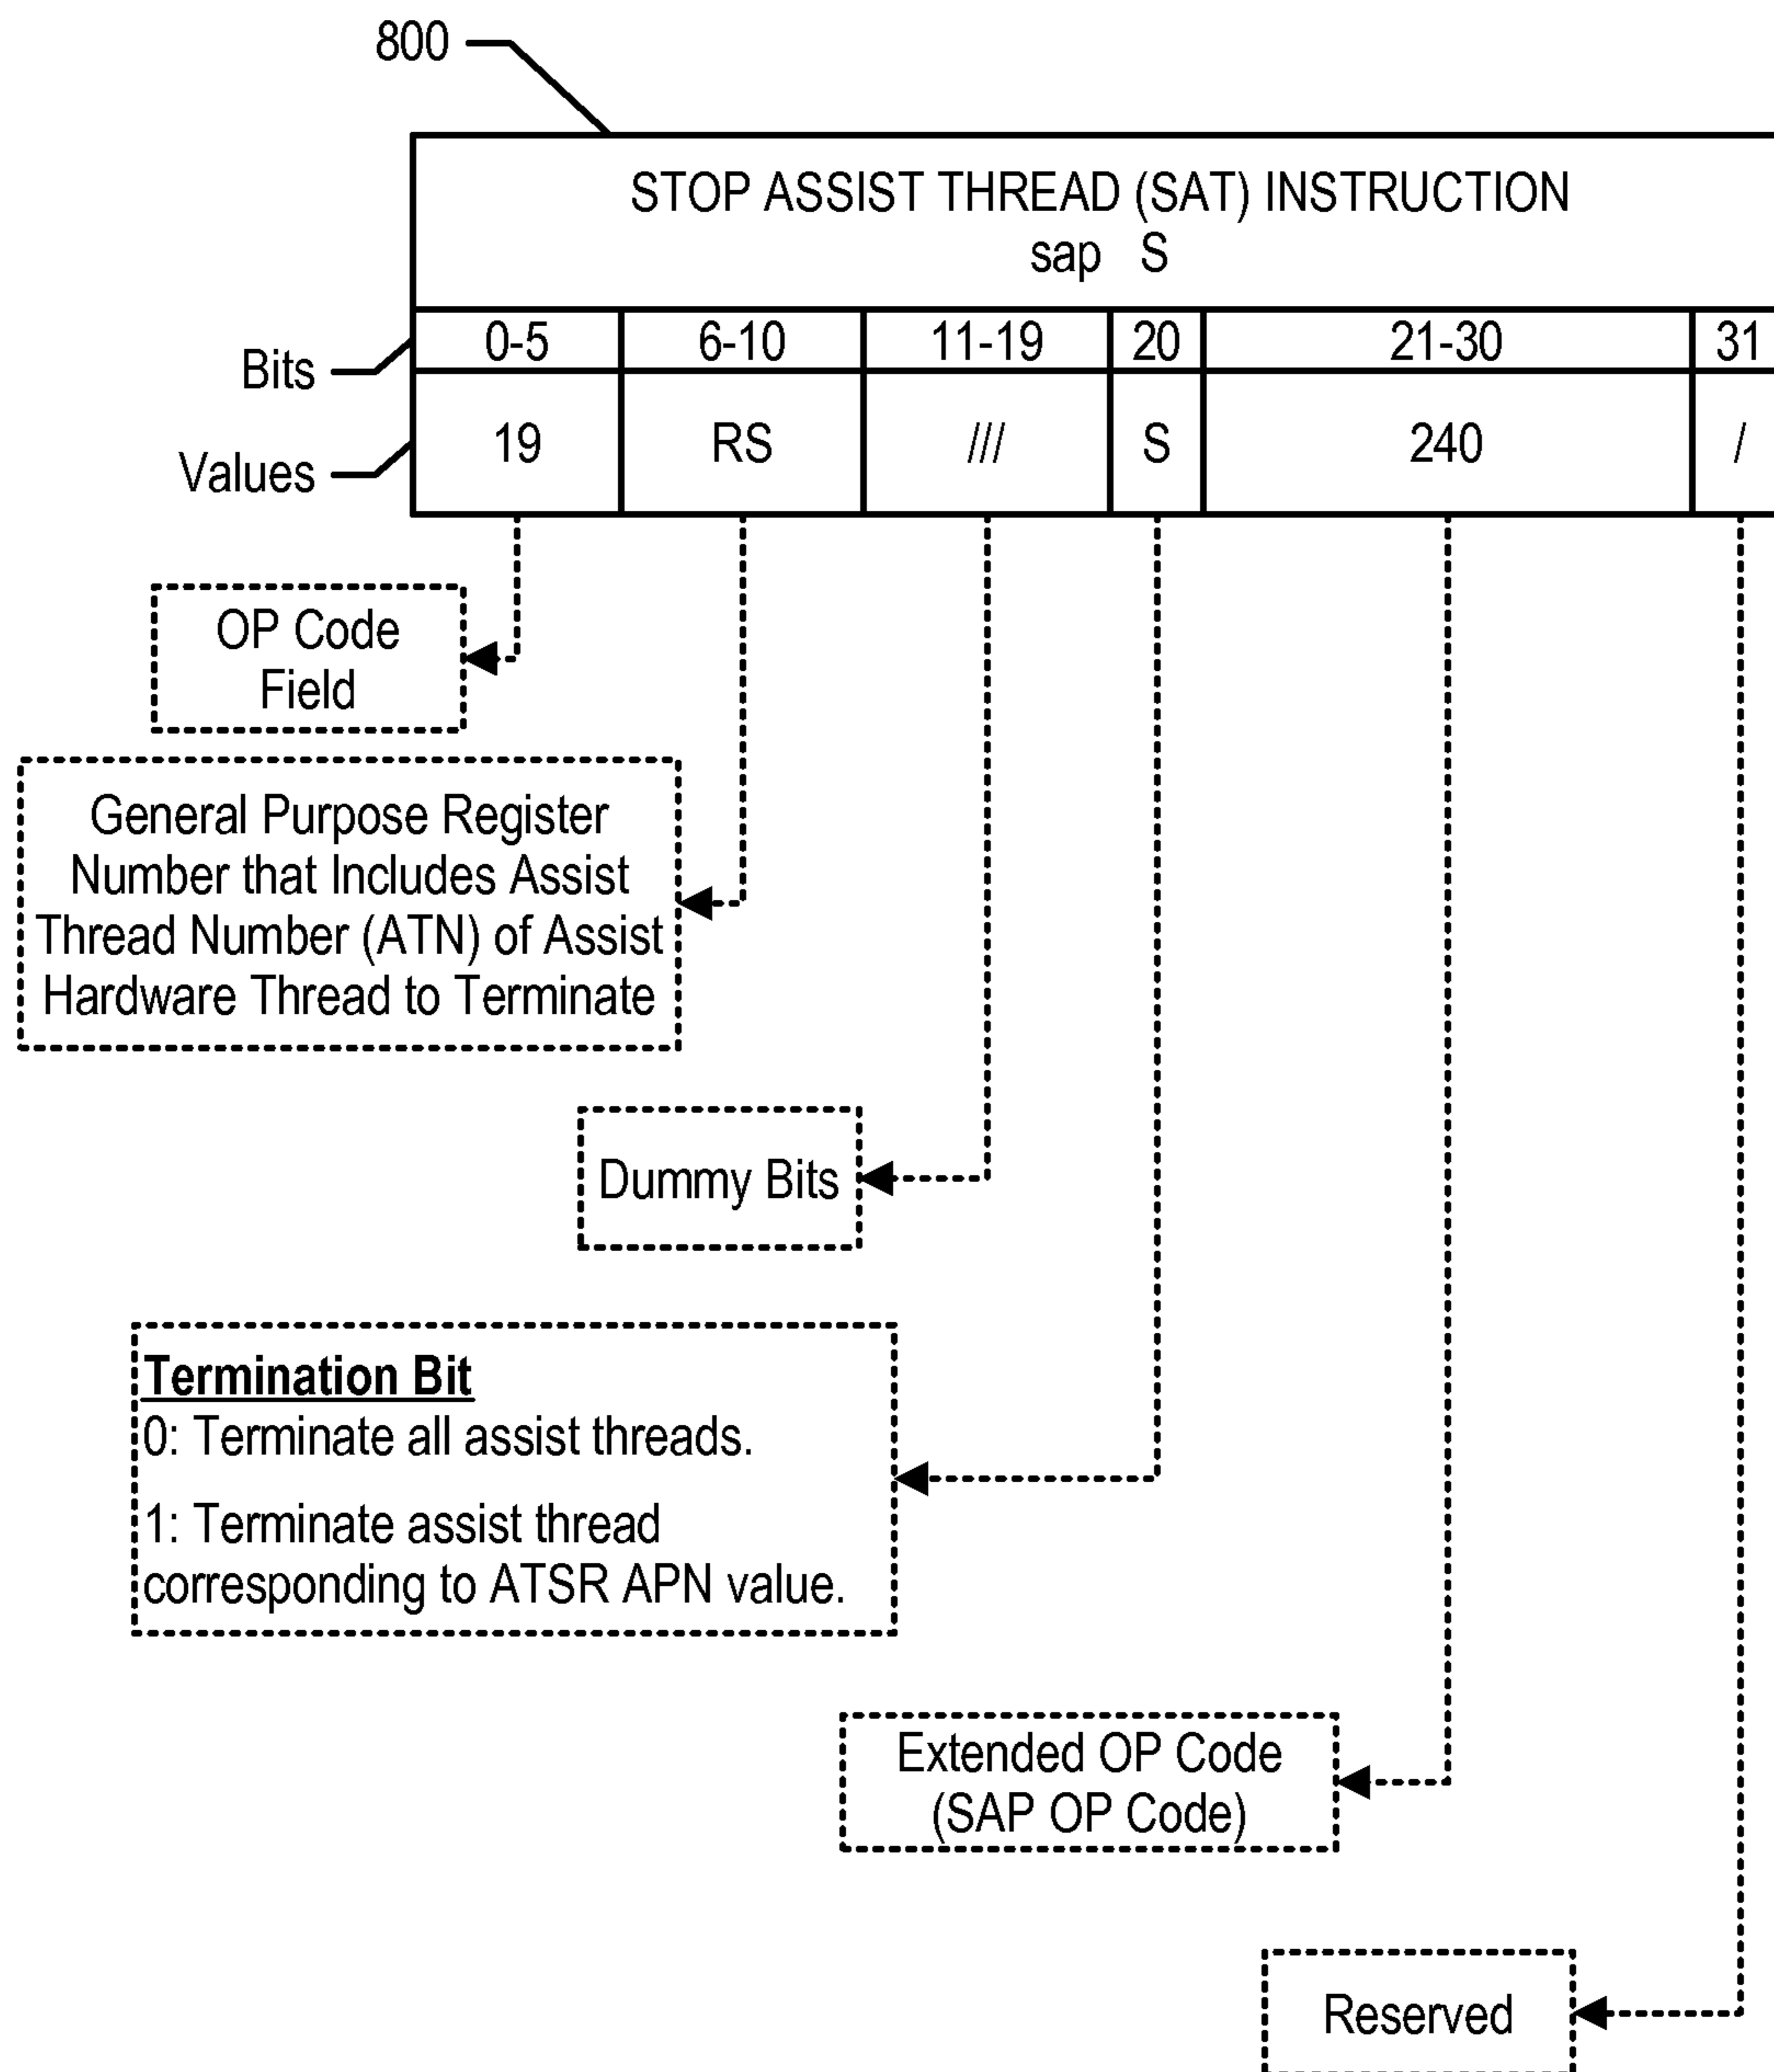 800
STOP ASSIST THREAD (SAT) INSTRUCTION
sap S
Bits
0-5 6-10 11-19 20 21-30 31
Values
19 RS /// S 240 /
OP Code
Field
General Purpose Register
Number that Includes Assist
Thread Number (ATN) of Assist
Hardware Thread to Terminate
Dummy Bits
Termination Bit
0: Terminate all assist threads.
1: Terminate assist thread
corresponding to ATSR APN value.
Extended OP Code
(SAP OP Code)
Reserved